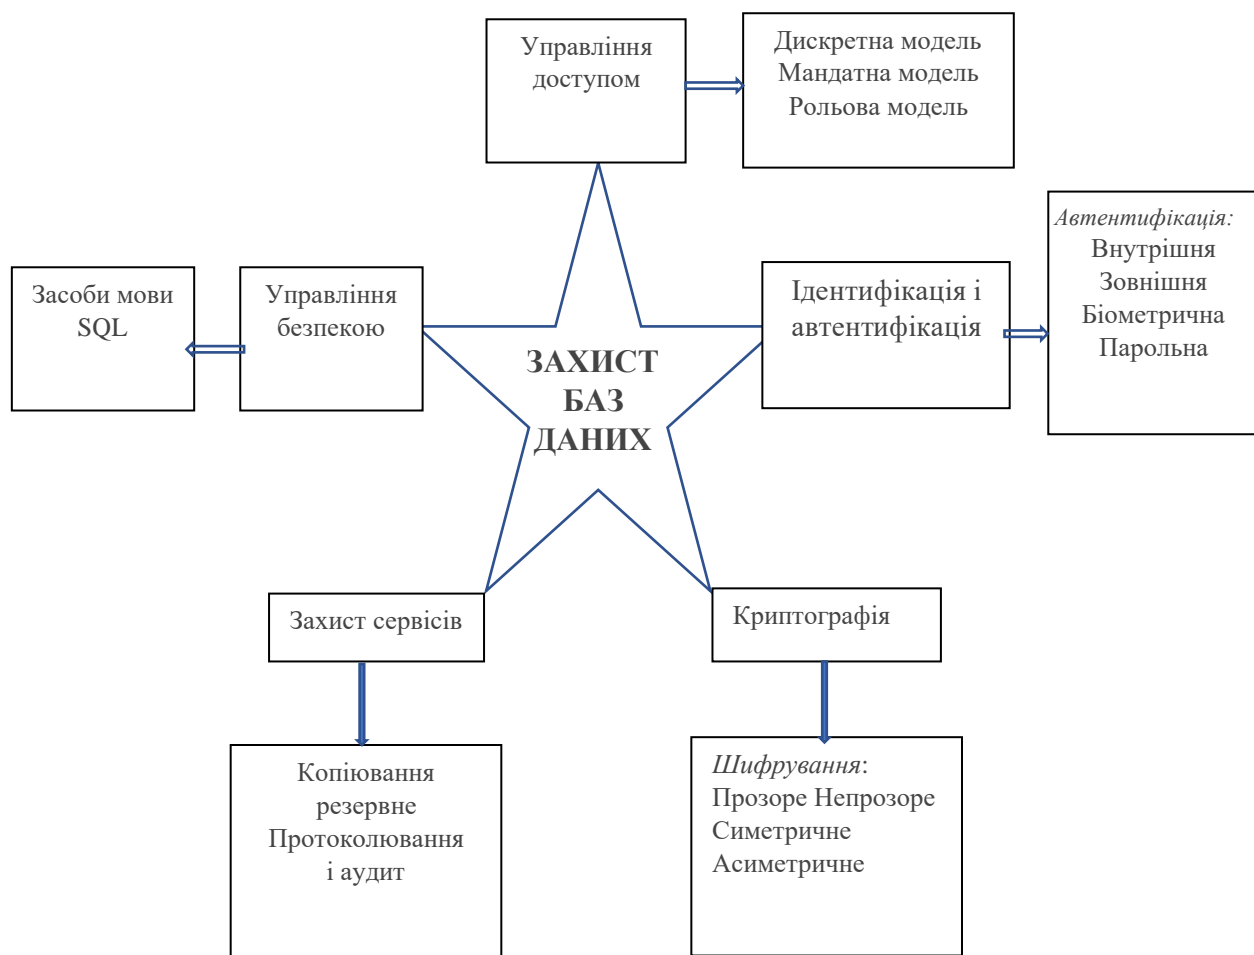 Управління
доступом
Дискретна модель
Мандатна модель
Рольова модель
Автентифікація:
Внутрішня
Зовнішня
Біометрична
Парольна
Засоби мови
SQL
Управління
безпекою
Ідентифікація і
автентифікація
ЗАХИСТ
БАЗ
ДАНИХ
Захист сервісів
Криптографія
Копіювання
резервне
Протоколювання
і аудит
Шифрування:
Прозоре Непрозоре
Симетричне
Асиметричне